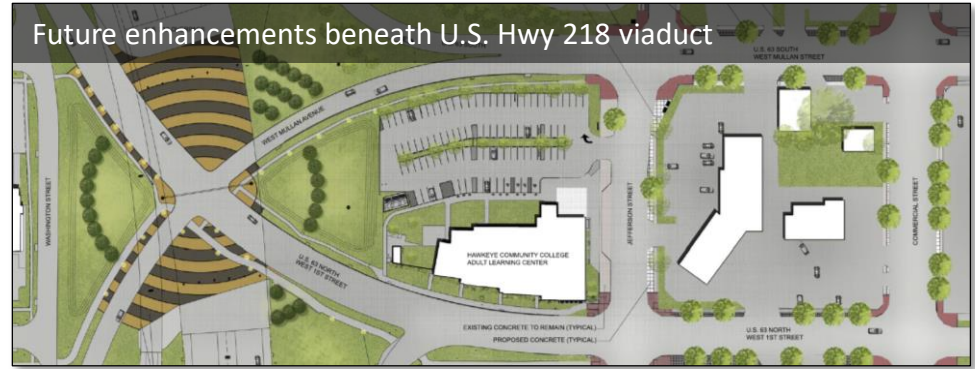 Future enhancements beneath U.S. Hwy 218 viaduct
U.S. 63 SOUTH
WEST MULLAN STREET
WEST MULLAN AVENUE
WASHINGTON STREET
JEFFERSON STREET
COMMERCIAL STREET
U.S. 63 NORTH
WEST 1ST STREET
HAWKEYE COMMUNITY COLLEGE
ADULT LEARNING CENTER
EXISTING CONCRETE TO REMAIN (TYPICAL)
PROPOSED CONCRETE (TYPICAL)
U.S. 63 NORTH
WEST 1ST STREET